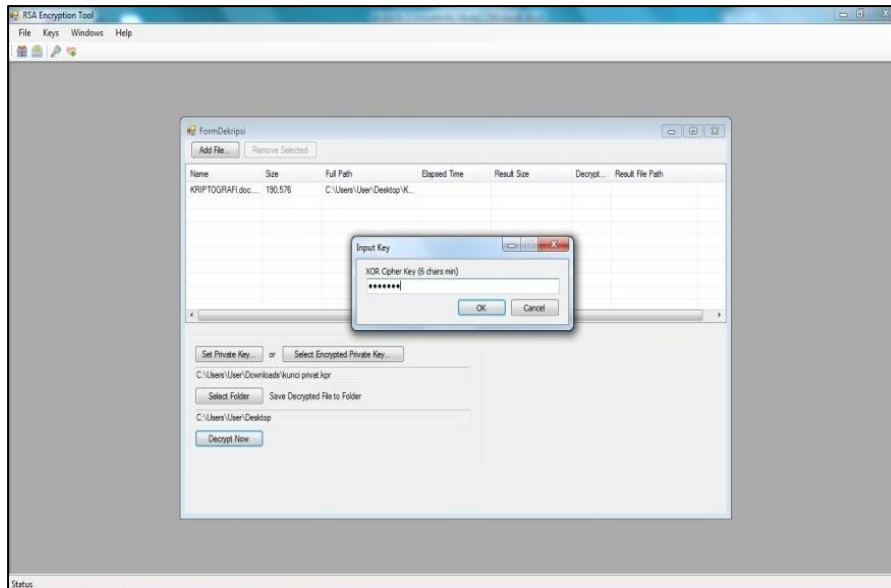 RSA Encryption Tool
File Keys Windows Help
FormDekripsi
Add File... Remove Selected
Name Size Full Path Elapsed Time Result Size Decrypt... Result File Path
KRIPTOGRAFI.doc... 190.576 C:\Users\User\Desktop\K...
Input Key
XOR Cipher Key (6 chars min)
•••••••
OK Cancel
Set Private Key... or Select Encrypted Private Key...
C:\Users\User\Downloads\kunci privat.kpr
Select Folder Save Decrypted File to Folder
C:\Users\User\Desktop
Decrypt Now
Status